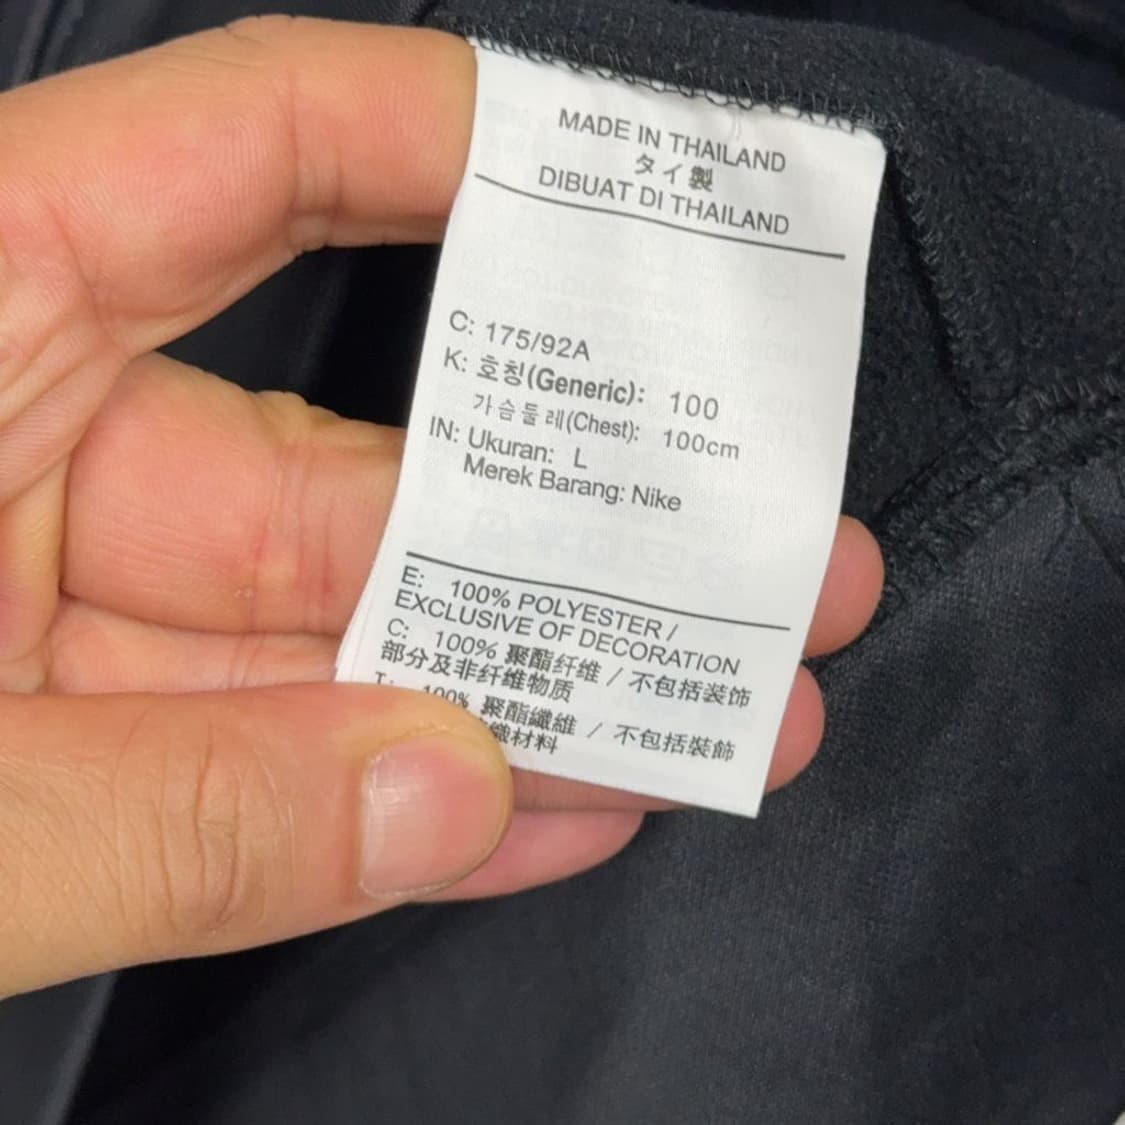 MADE IN THAILAND
タイ製
DIBUAT DI THAILAND
C: 175/92A
K: 호칭(Generic): 100
가슴둘레(Chest): 100cm
IN: Ukuran: L
Merek Barang: Nike
E: 100% POLYESTER /
EXCLUSIVE OF DECORATION
C: 100% 聚酯纤维 / 不包括装饰
部分及非纤维物质
100% 聚酯纖維 / 不包括裝飾
織材料